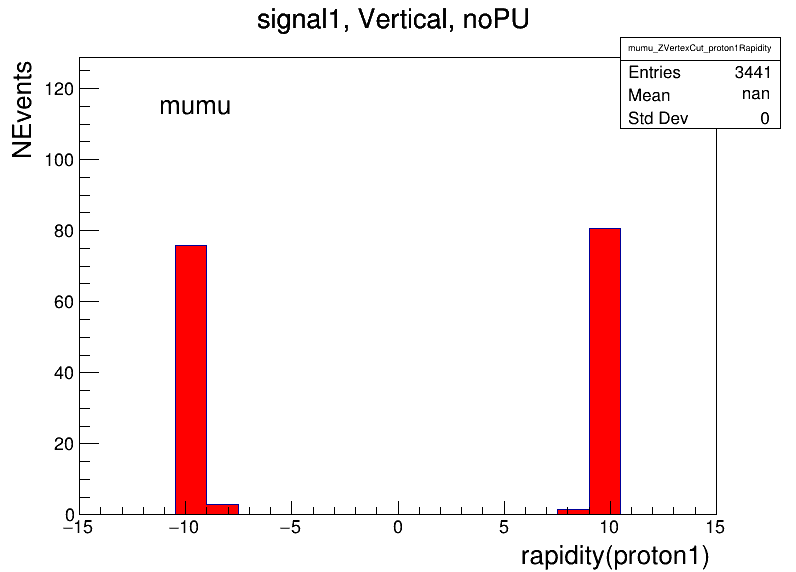 signal1, Vertical, noPU
mumu_ZVertexCut_proton1Rapidity
Entries 3441
Mean nan
Std Dev 0
NEvents
mumu
120
100
80
60
40
20
0
−15 −10 −5 0 5 10 15
rapidity(proton1)